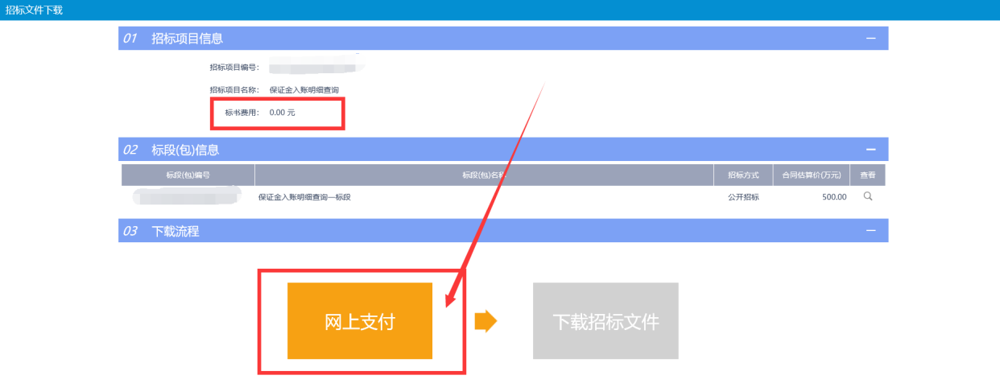 招标文件下载
01 招标项目信息
招标项目编号:
招标项目名称: 保证金入账明细查询
标书费用: 0.00 元
02 标段(包)信息
标段(包)编号 标段(包)名称 招标方式 合同估算价(万元) 查看
保证金入账明细查询—标段 公开招标 500.00
03 下载流程
网上支付 下载招标文件